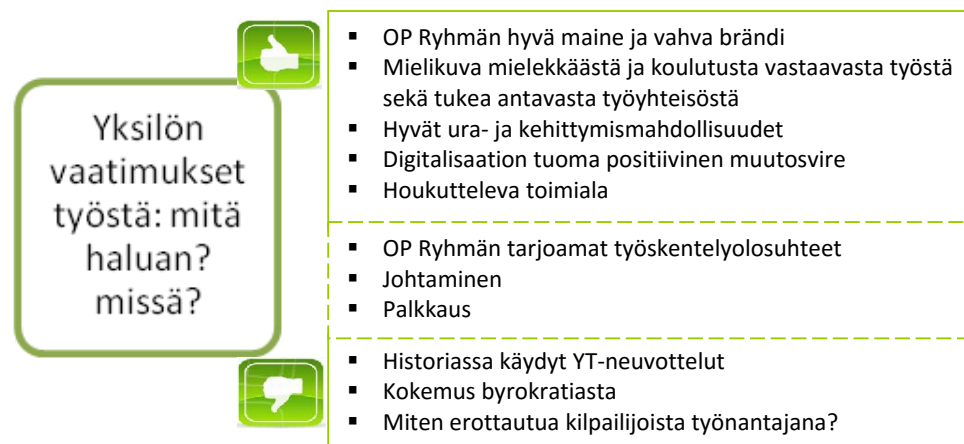 Yksilön
vaatimukset
työstä: mitä
haluan?
missä?
▪ OP Ryhmän hyvä maine ja vahva brändi
▪ Mielikuva mielekkäästä ja koulutusta vastaavasta työstä
sekä tukea antavasta työyhteisöstä
▪ Hyvät ura- ja kehittymismahdollisuudet
▪ Digitalisaation tuoma positiivinen muutosvire
▪ Houkutteleva toimiala
▪ OP Ryhmän tarjoamat työskentelyolosuhteet
▪ Johtaminen
▪ Palkkaus
▪ Historiassa käydyt YT-neuvottelut
▪ Kokemus byrokratiasta
▪ Miten erottautua kilpailijoista työnantajana?